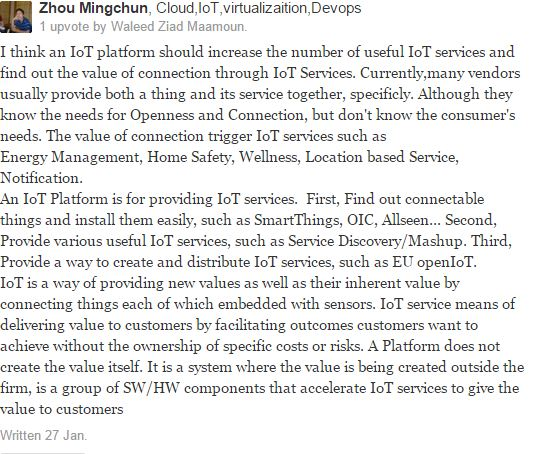 Zhou Mingchun, Cloud,IoT,virtualizaition,Devops
1 upvote by Waleed Ziad Maamoun.
I think an IoT platform should increase the number of useful IoT services and
find out the value of connection through IoT Services. Currently,many vendors
usually provide both a thing and its service together, specificly. Although they
know the needs for Openness and Connection, but don't know the consumer's
needs. The value of connection trigger IoT services such as
Energy Management, Home Safety, Wellness, Location based Service,
Notification.
An IoT Platform is for providing IoT services.  First, Find out connectable
things and install them easily, such as SmartThings, OIC, Allseen... Second,
Provide various useful IoT services, such as Service Discovery/Mashup. Third,
Provide a way to create and distribute IoT services, such as EU openIoT.
IoT is a way of providing new values as well as their inherent value by
connecting things each of which embedded with sensors. IoT service means of
delivering value to customers by facilitating outcomes customers want to
achieve without the ownership of specific costs or risks. A Platform does not
create the value itself. It is a system where the value is being created outside the
firm, is a group of SW/HW components that accelerate IoT services to give the
value to customers
Written 27 Jan.